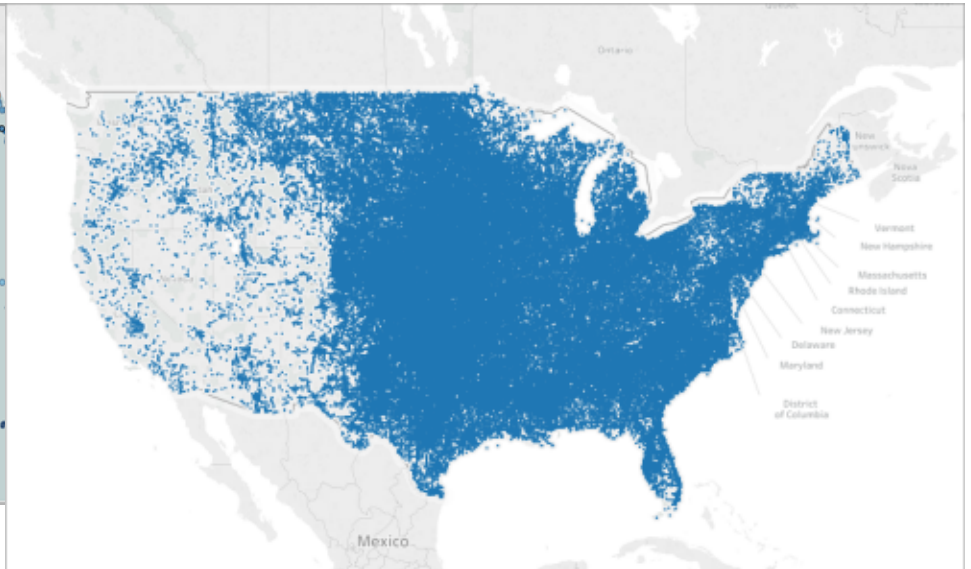 Ontario
New
Brunswick
Nova
Scotia
Vermont
New Hampshire
Massachusetts
Rhode Island
Connecticut
New Jersey
Delaware
Maryland
District
of Columbia
Mexico